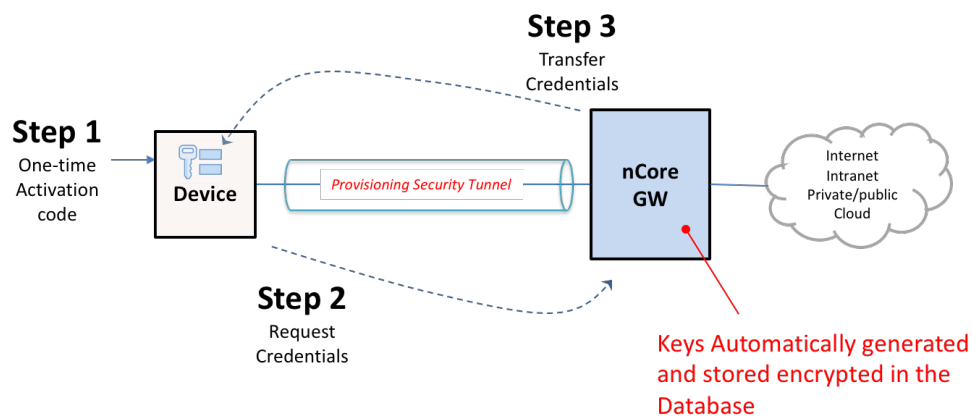 Step 3
Transfer
Credentials
Step 1
One-time
Activation
code
Device
Provisioning Security Tunnel
nCore
GW
Internet
Intranet
Private/public
Cloud
Step 2
Request
Credentials
Keys Automatically generated
and stored encrypted in the
Database